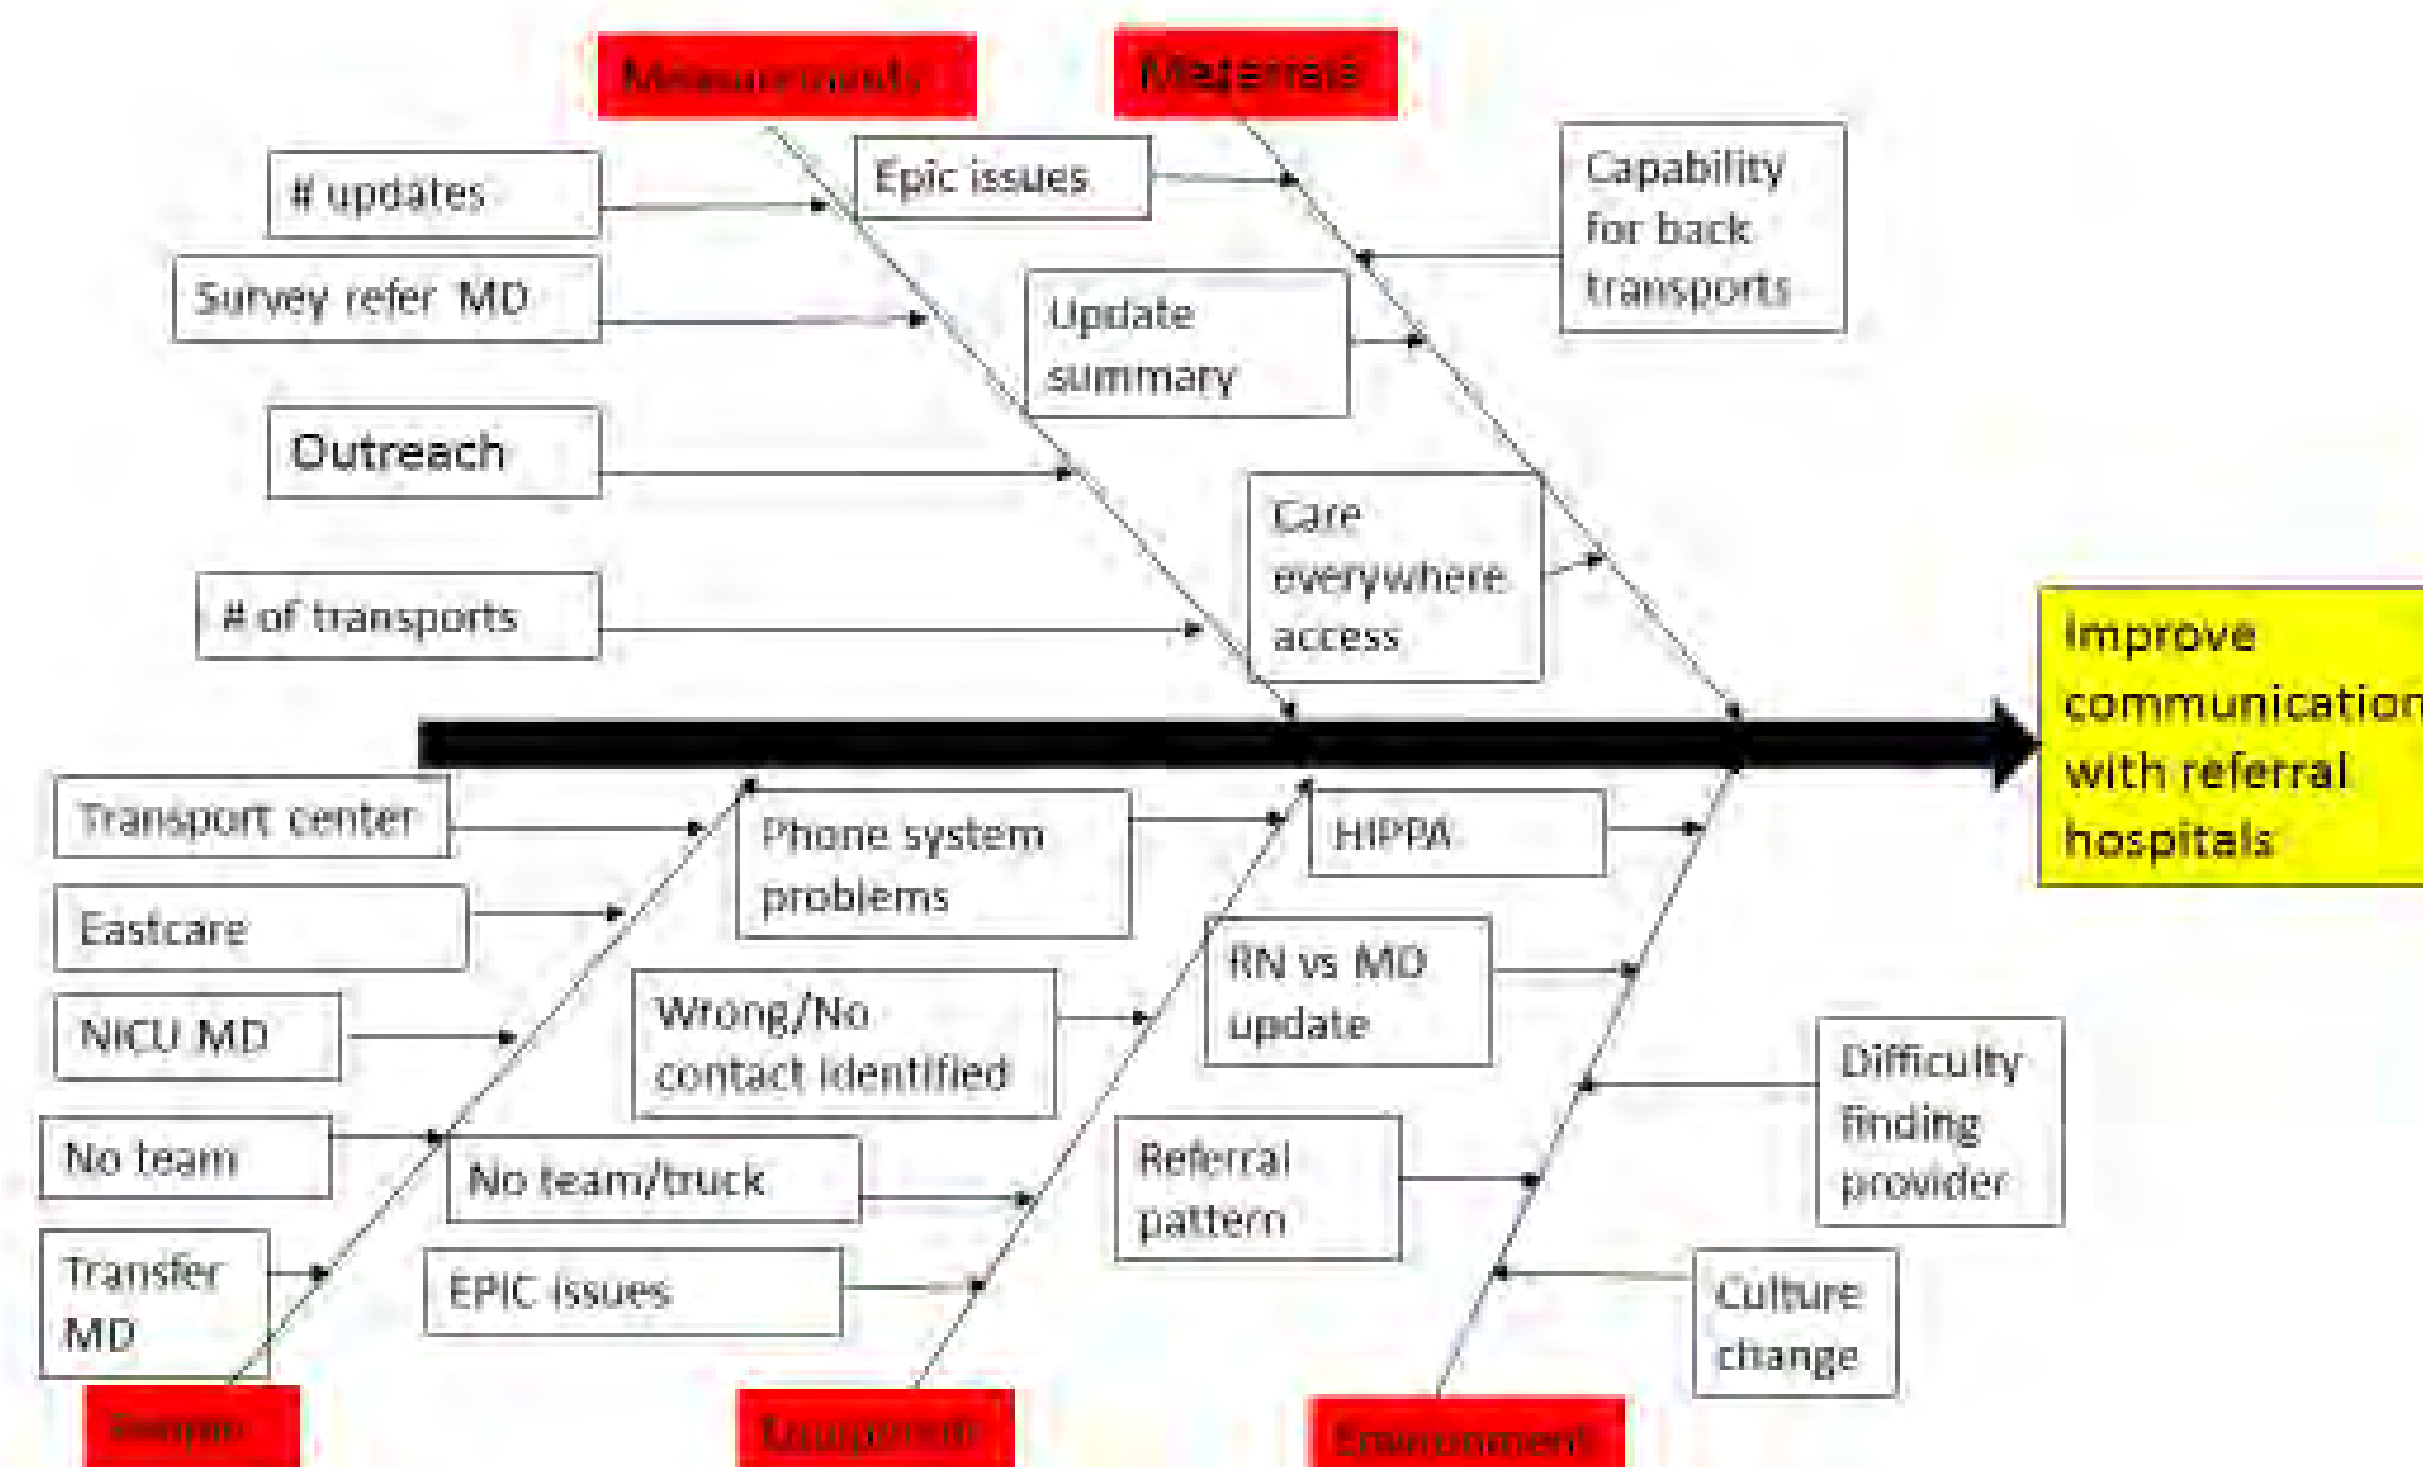 Measurements
Materials
# updates
Epic issues
Capability
for back
transports
Survey refer MD
Update
summary
Outreach
Care
everywhere
access
# of transports
Improve
communication
with referral
hospitals
Transport center
Phone system
problems
HIPPA
Eastcare
RN vs MD
update
NICU MD
Wrong/No
contact identified
Difficulty
finding
provider
No team
No team/truck
Referral
pattern
Transfer
MD
EPIC issues
Culture
change
Equipment
Environment